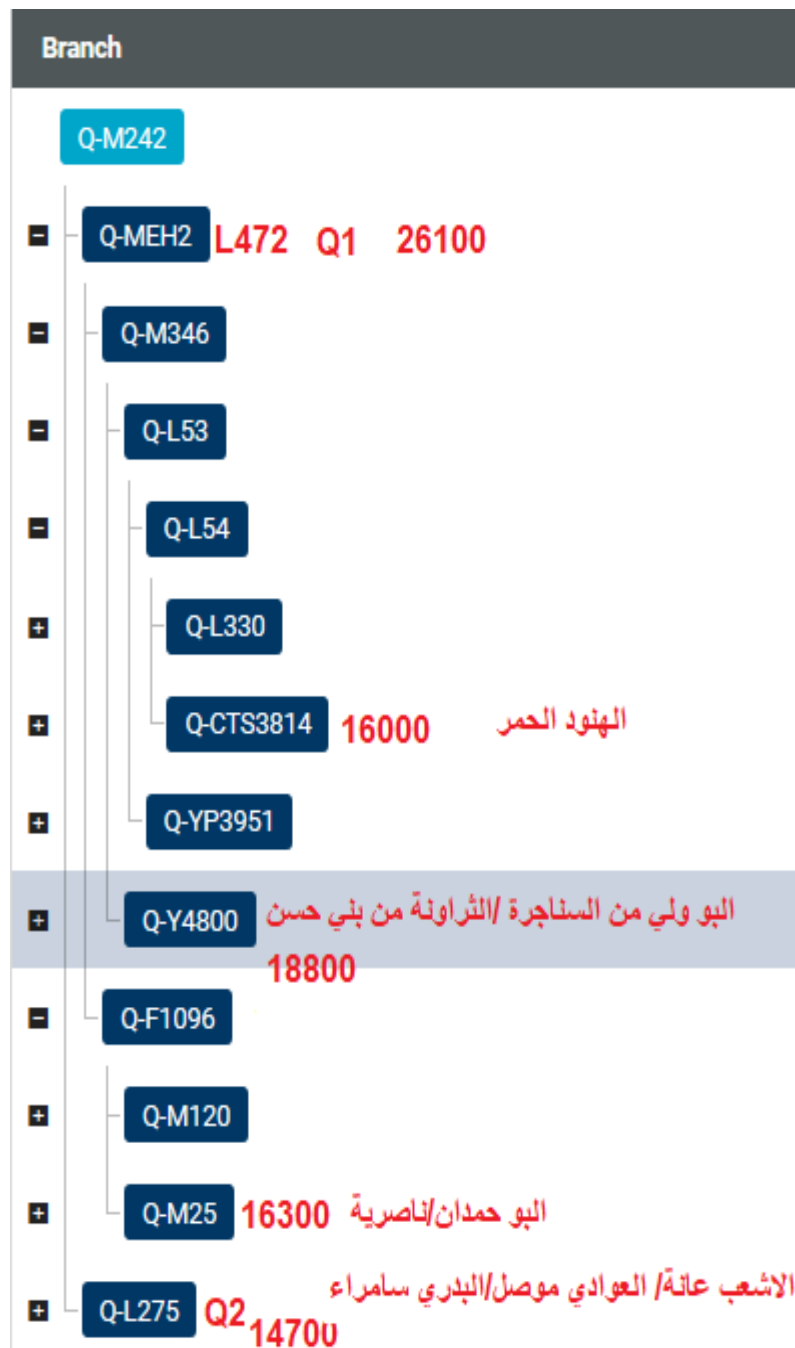 Branch
Q-M242
Q-MEH2 L472 Q1 26100
Q-M346
Q-L53
Q-L54
Q-L330
Q-CTS3814 16000 الهنود الحمر
Q-YP3951
Q-Y4800 البو ولي من السناجرة /الثراونة من بني حسن
18800
Q-F1096
Q-M120
Q-M25 16300 البو حمدان/ناصرية
الاشعب عانة/ العوادي موصل/البدري سامراء
Q-L275 Q2 14700